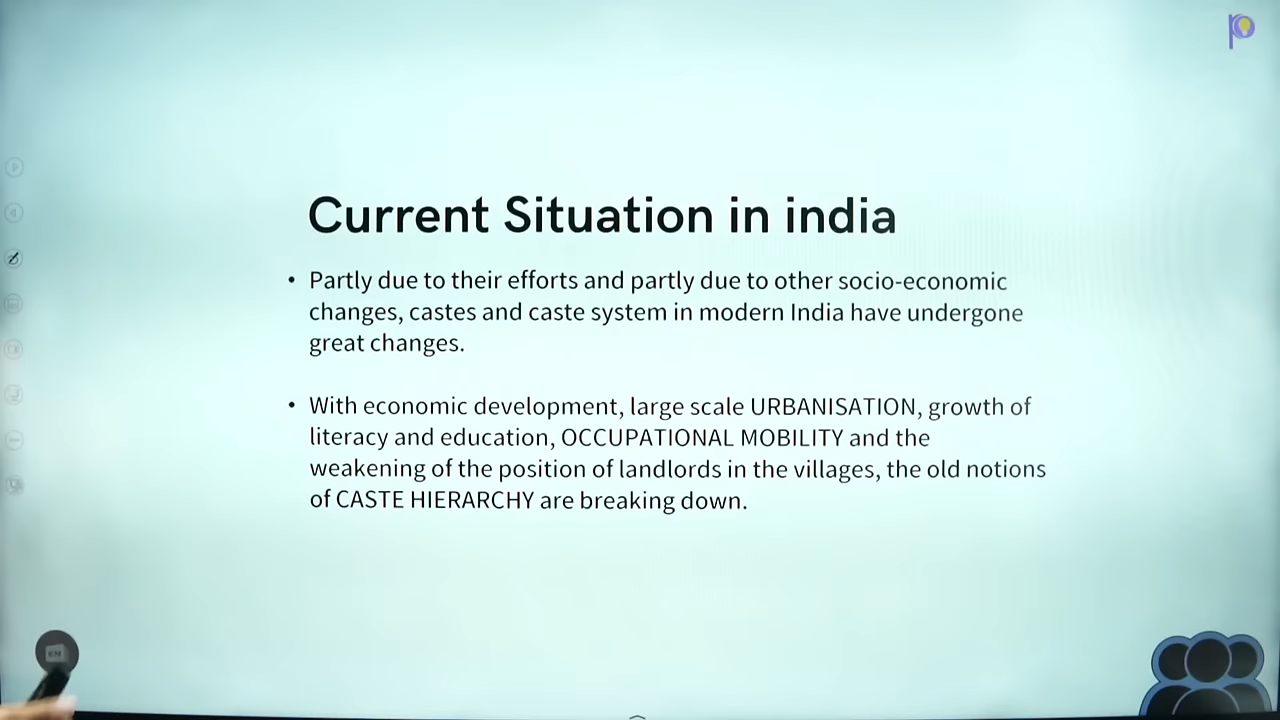 Current Situation in india
• Partly due to their efforts and partly due to other socio-economic
changes, castes and caste system in modern India have undergone
great changes.
• With economic development, large scale URBANISATION, growth of
literacy and education, OCCUPATIONAL MOBILITY and the
weakening of the position of landlords in the villages, the old notions
of CASTE HIERARCHY are breaking down.
EN